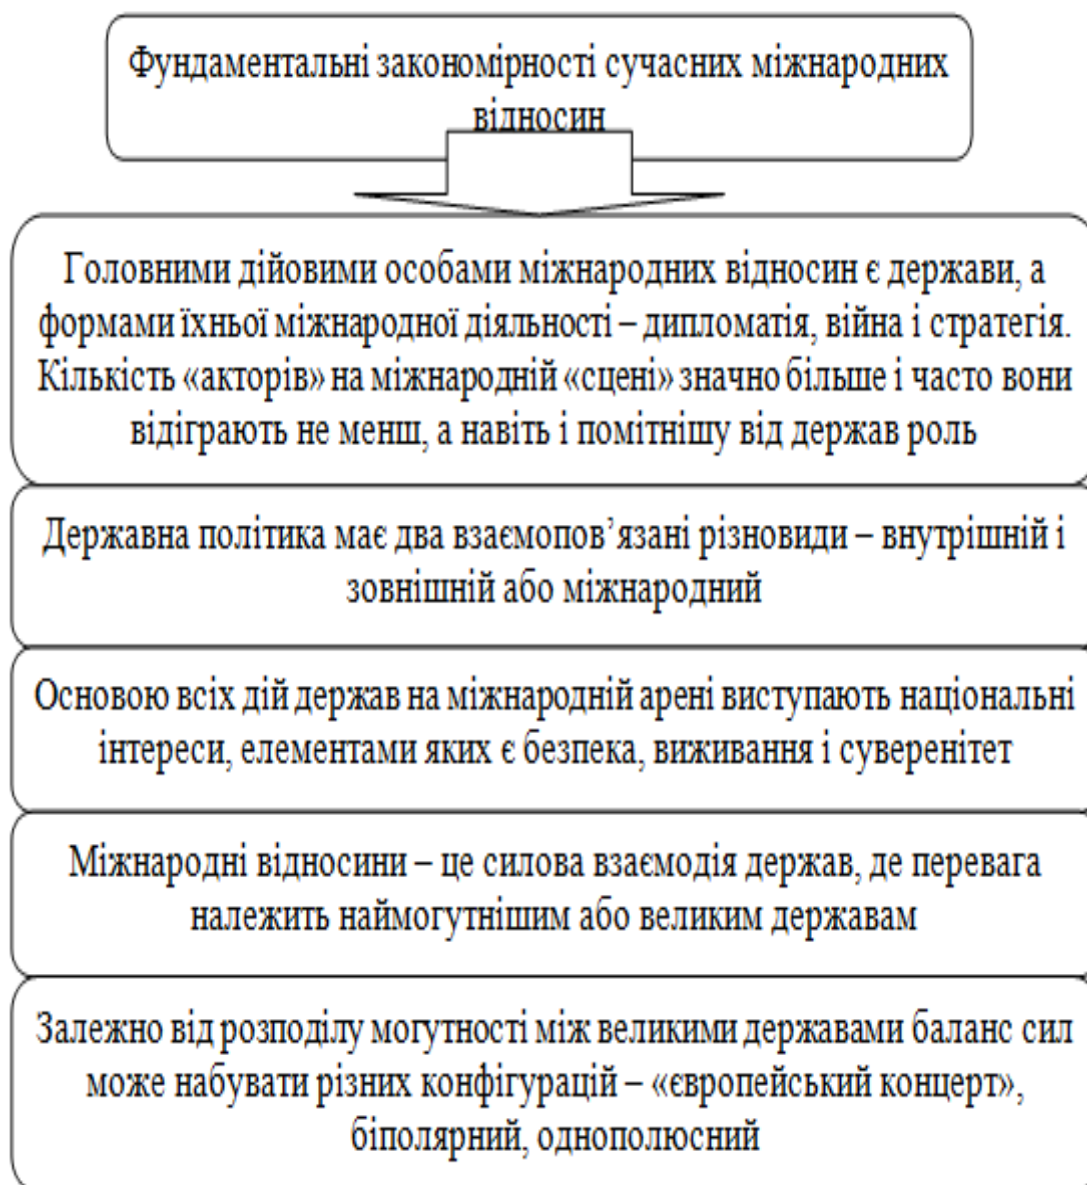 Фундаментальні закономірності сучасних міжнародних
відносин
Головними дійовими особами міжнародних відносин є держави, а
формами їхньої міжнародної діяльності – дипломатія, війна і стратегія.
Кількість «акторів» на міжнародній «сцені» значно більше і часто вони
відіграють не менш, а навіть і помітнішу від держав роль
Державна політика має два взаємопов’язані різновиди – внутрішній і
зовнішній або міжнародний
Основою всіх дій держав на міжнародній арені виступають національні
інтереси, елементами яких є безпека, виживання і суверенітет
Міжнародні відносини – це силова взаємодія держав, де перевага
належить наймогутнішим або великим державам
Залежно від розподілу могутності між великими державами баланс сил
може набувати різних конфігурацій – «європейський концерт»,
біполярний, однополюсний